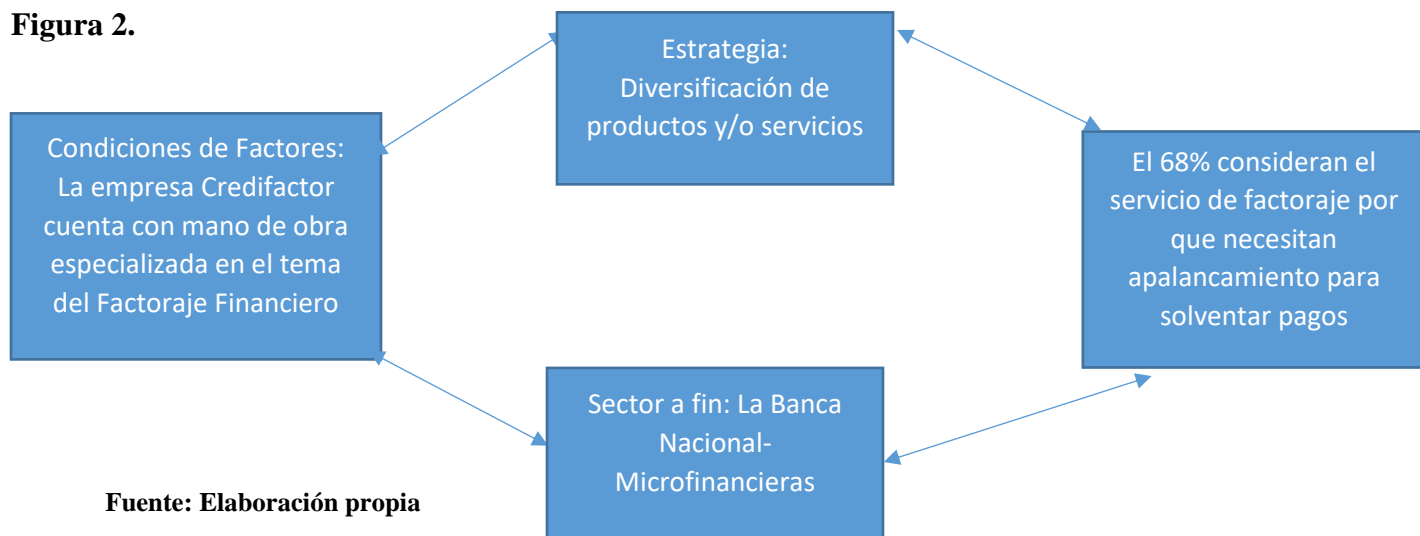 Figura 2.
Estrategia:
Diversificación de
productos y/o servicios
Condiciones de Factores:
La empresa Credifactor
cuenta con mano de obra
especializada en el tema
del Factoraje Financiero
El 68% consideran el
servicio de factoraje por
que necesitan
apalancamiento para
solventar pagos
Sector a fin: La Banca
Nacional-
Microfinancieras
Fuente: Elaboración propia